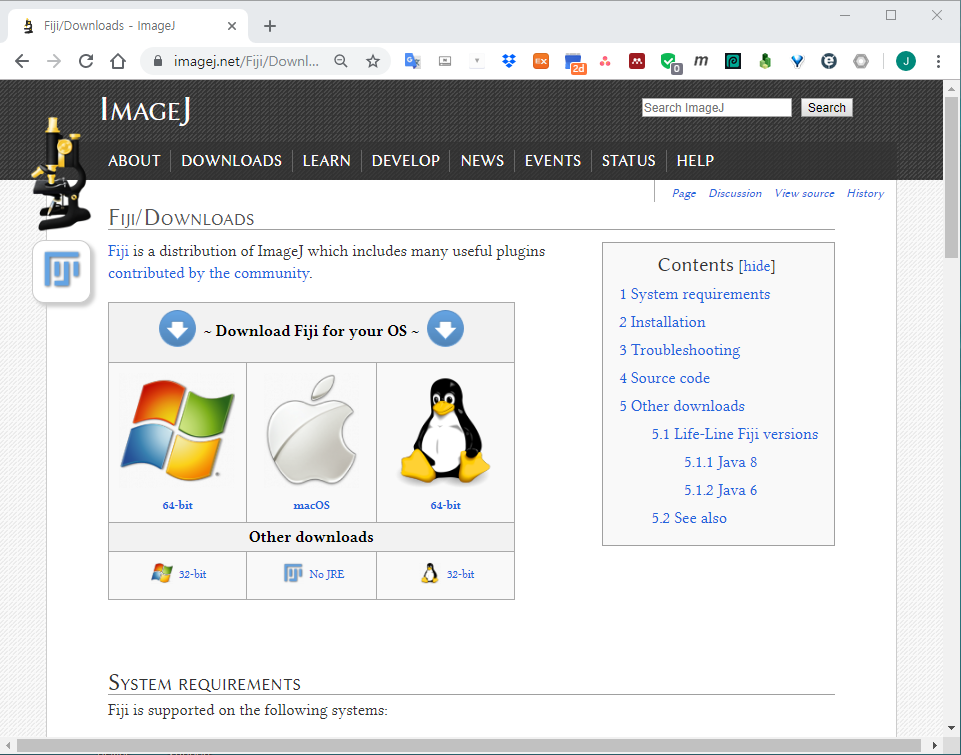 Fiji/Downloads - ImageJ
imagej.net/Fiji/Downl...
ex
2d
0
m
J
IMAGEJ
Search ImageJ
Search
ABOUT DOWNLOADS LEARN DEVELOP NEWS EVENTS STATUS HELP
Page Discussion View source History
FIJI/DOWNLOADS
Fiji is a distribution of ImageJ which includes many useful plugins
contributed by the community.
~ Download Fiji for your OS ~
64-bit macOS 64-bit
Other downloads
32-bit No JRE 32-bit
Contents [hide]
1 System requirements
2 Installation
3 Troubleshooting
4 Source code
5 Other downloads
5.1 Life-Line Fiji versions
5.1.1 Java 8
5.1.2 Java 6
5.2 See also
SYSTEM REQUIREMENTS
Fiji is supported on the following systems: